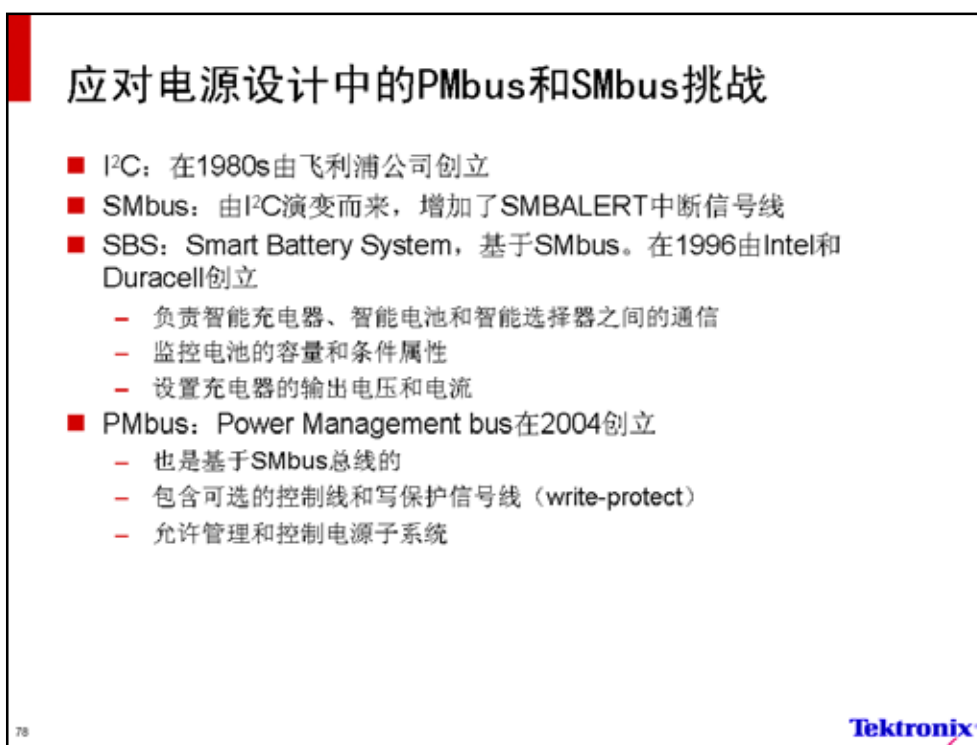 应对电源设计中的PMbus和SMbus挑战
I²C：在1980s由飞利浦公司创立
SMbus：由I²C演变而来，增加了SMBALERT中断信号线
SBS：Smart Battery System，基于SMbus。在1996由Intel和
Duracell创立
– 负责智能充电器、智能电池和智能选择器之间的通信
– 监控电池的容量和条件属性
– 设置充电器的输出电压和电流
PMbus：Power Management bus在2004创立
– 也是基于SMbus总线的
– 包含可选的控制线和写保护信号线（write-protect）
– 允许管理和控制电源子系统
78
Tektronix